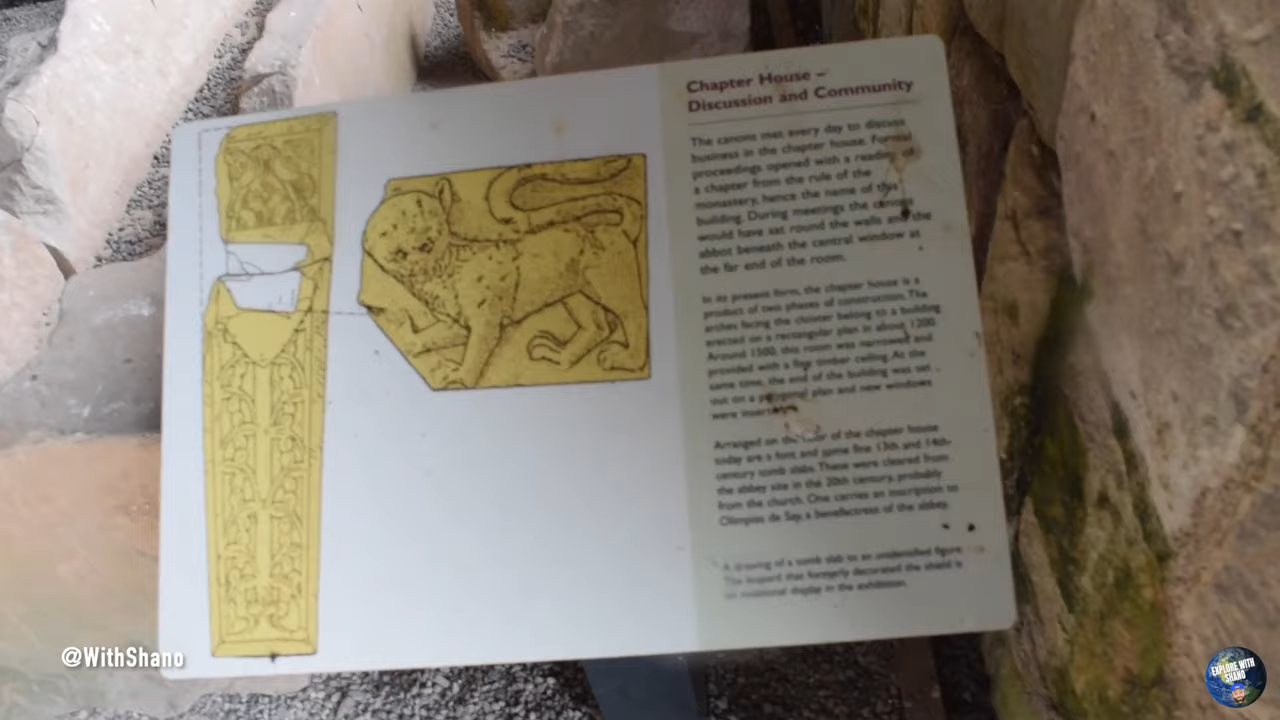 Chapter House –
Discussion and Community
The canons met every day to discuss
business in the chapter house. Formal
proceedings opened with a reading of
a chapter from the rule of the
monastery, hence the name of this
building. During meetings the canons
would have sat round the walls and the
abbot beneath the central window at
the far end of the room.
In its present form, the chapter house is a
product of two phases of construction. The
arches facing the cloister belong to a building
erected on a rectangular plan in about 1200.
Around 1500, this room was narrowed and
provided with a fine timber ceiling. At the
same time, the end of the building was set
out on a polygonal plan and new windows
were inserted.
Arranged on the floor of the chapter house
today are a font and some fine 13th and 14th-
century tomb slabs. These were cleared from
the abbey site in the 20th century, probably
from the church. One carries an inscription to
Olimpias de Say, a benefactress of the abbey.
A drawing of a tomb slab to an unidentified figure.
The leopard that formerly decorated the shield is
on display in the exhibition.
@WithShano
EXPLORE WITH
SHANO